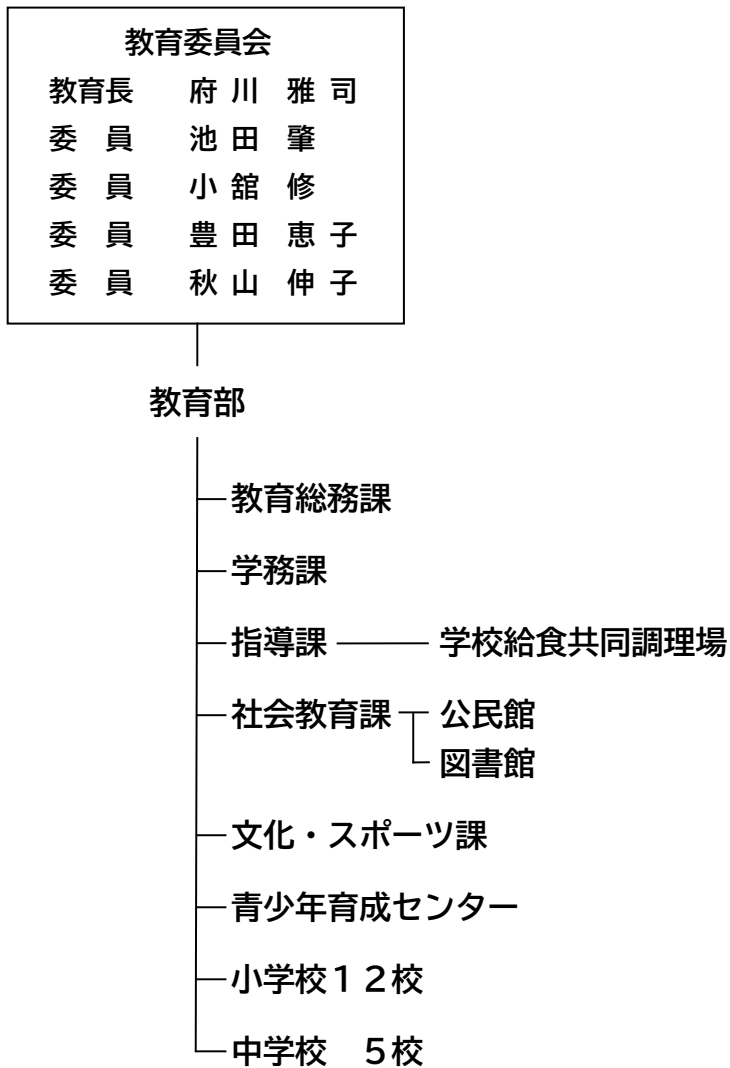 教育委員会
教育長　府川　雅司
委　員　池田　肇
委　員　小舘　修
委　員　豊田　恵子
委　員　秋山　伸子
教育部
教育総務課
学務課
指導課　学校給食共同調理場
社会教育課　公民館
図書館
文化・スポーツ課
青少年育成センター
小学校１２校
中学校　５校